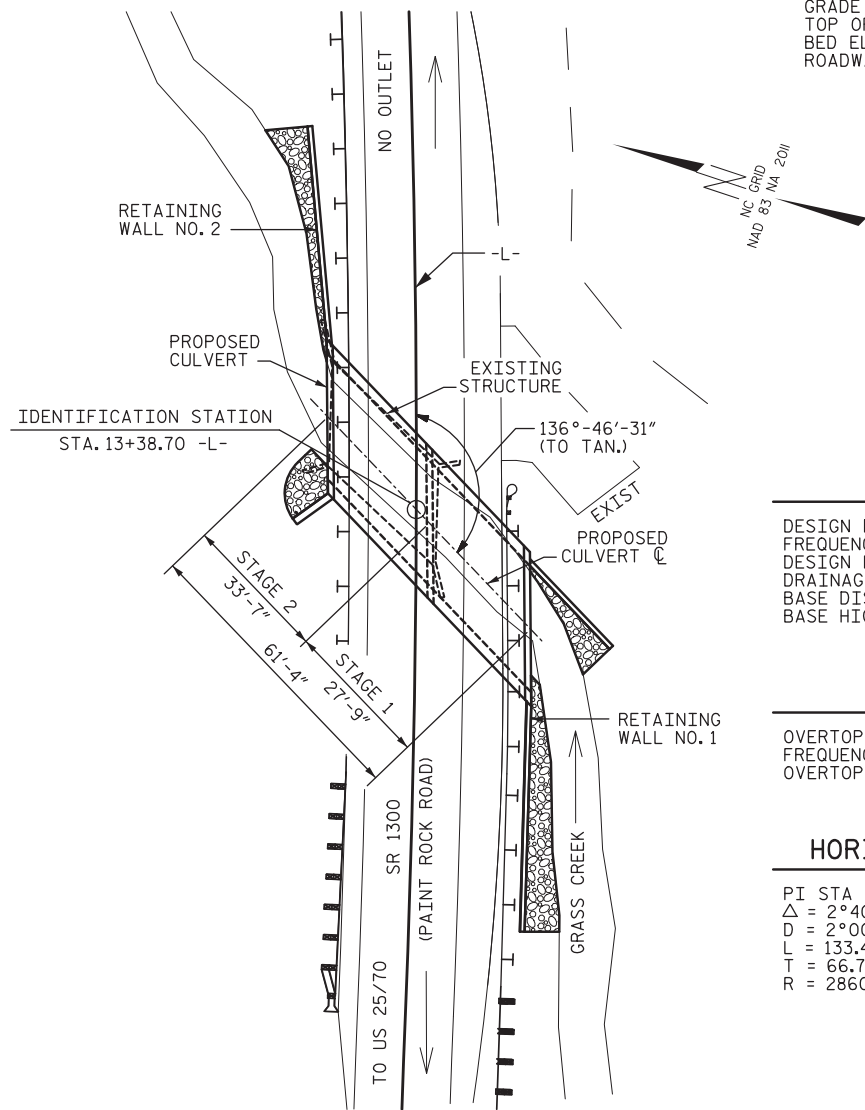 GRADE
TOP OF
BED EL
ROADWA
NO OUTLET
NC GRID
NAD 83 NA 2011
RETAINING
WALL NO. 2
-L-
PROPOSED
CULVERT
EXISTING
STRUCTURE
IDENTIFICATION STATION
STA. 13+38.70 -L-
136°-46'-31"
(TO TAN.)
EXIST
PROPOSED
CULVERT ℄
STAGE 2
33'-7"
61'-4"
STAGE 1
27'-9"
RETAINING
WALL NO. 1
SR 1300
(PAINT ROCK ROAD)
GRASS CREEK
TO US 25/70
DESIGN
FREQUENC
DESIGN
DRAINAG
BASE DIS
BASE HIG
OVERTOP
FREQUENC
OVERTOP
HORI
PI STA
△ = 2°40
D = 2°00
L = 133.4
T = 66.7
R = 2860